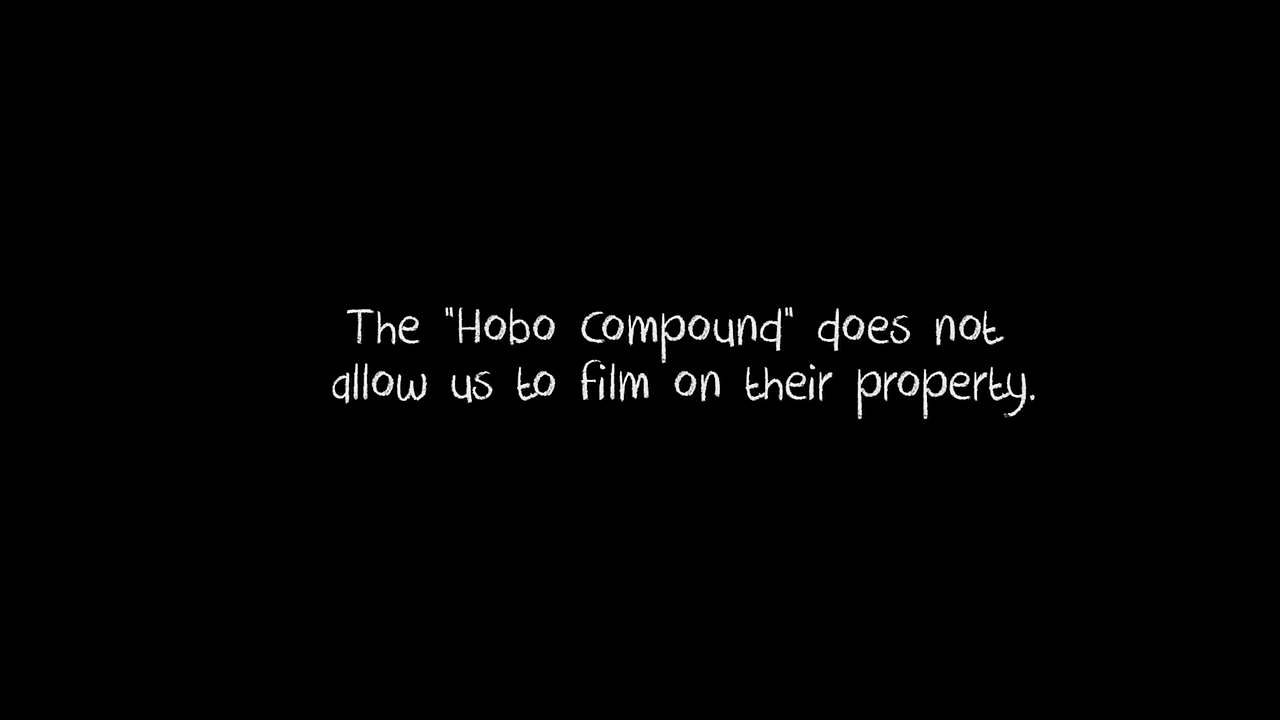 The "Hobo Compound" does not
allow us to film on their property.